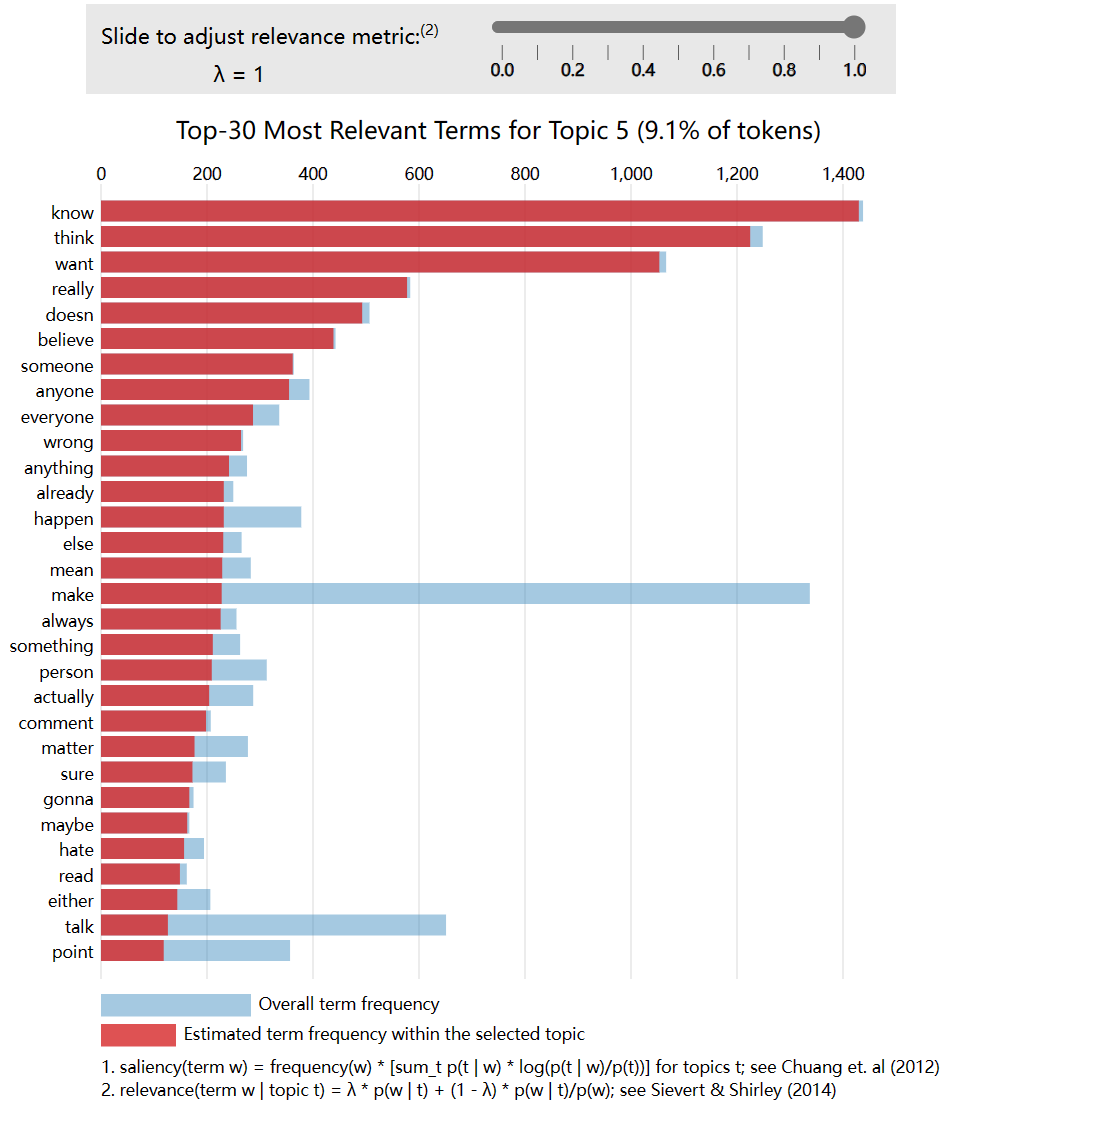 Slide to adjust relevance metric:(2)
λ = 1
0.0 0.2 0.4 0.6 0.8 1.0
Top-30 Most Relevant Terms for Topic 5 (9.1% of tokens)
0 200 400 600 800 1,000 1,200 1,400
know
think
want
really
doesn
believe
someone
anyone
everyone
wrong
anything
already
happen
else
mean
make
always
something
person
actually
comment
matter
sure
gonna
maybe
hate
read
either
talk
point
Overall term frequency
Estimated term frequency within the selected topic
1. saliency(term w) = frequency(w) * [sum_t p(t | w) * log(p(t | w)/p(t))] for topics t; see Chuang et. al (2012)
2. relevance(term w | topic t) = λ * p(w | t) + (1 - λ) * p(w | t)/p(w); see Sievert & Shirley (2014)